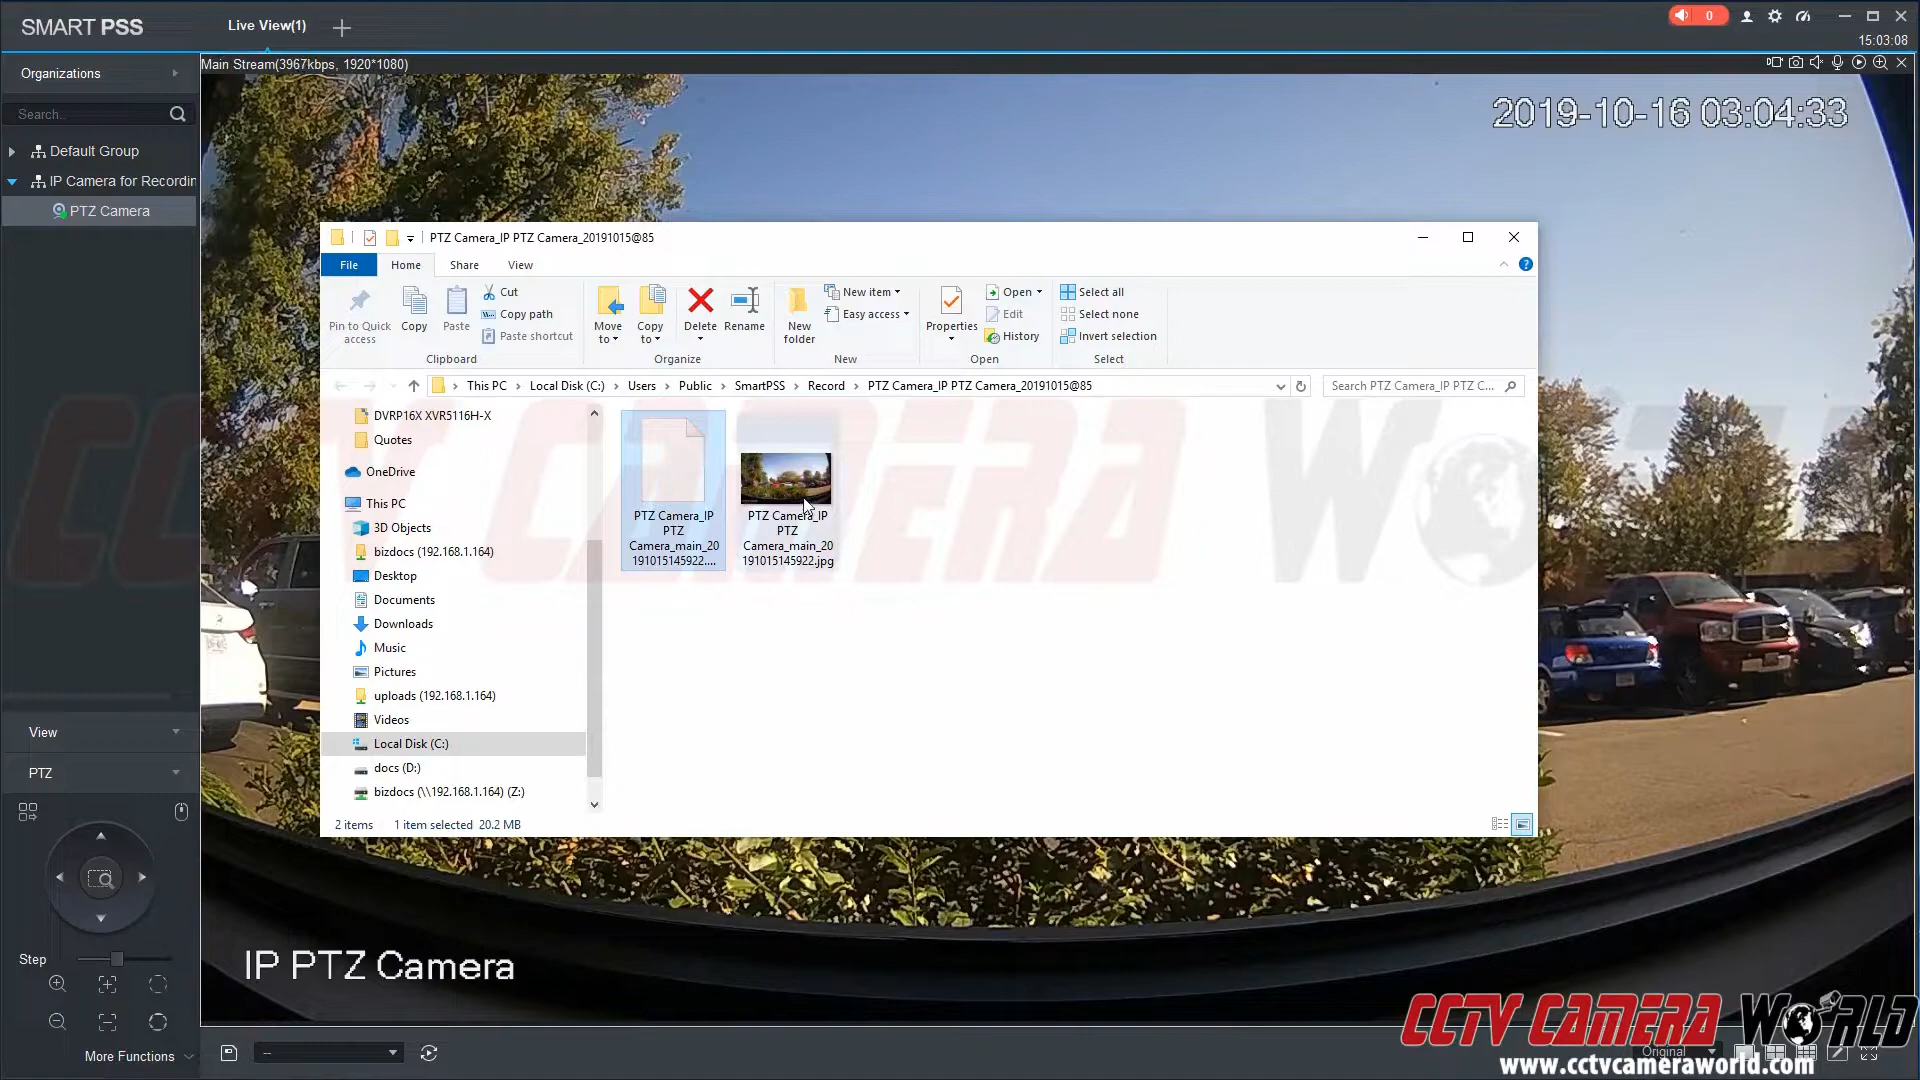 SMART PSS
Live View(1)
0
15:03:08
Organizations
Main Stream(3967kbps, 1920*1080)
Search..
2019-10-16 03:04:33
Default Group
IP Camera for Recordin
PTZ Camera
PTZ Camera_IP PTZ Camera_20191015@85
File
Home
Share
View
Pin to Quick access
Copy
Paste
Cut
Copy path
Paste shortcut
Clipboard
Move to
Copy to
Delete
Rename
Organize
New folder
New item
Easy access
New
Properties
Open
Edit
History
Open
Select all
Select none
Invert selection
Select
This PC
Local Disk (C:)
Users
Public
SmartPSS
Record
PTZ Camera_IP PTZ Camera_20191015@85
Search PTZ Camera_IP PTZ C...
CCTV CAMERA WORLD
DVRP16X XVR5116H-X
Quotes
OneDrive
This PC
3D Objects
bizdocs (192.168.1.164)
Desktop
Documents
Downloads
Music
Pictures
uploads (192.168.1.164)
Videos
Local Disk (C:)
docs (D:)
bizdocs (\\192.168.1.164) (Z:)
PTZ Camera_IP
PTZ
Camera_main_20
191015145922....
PTZ Camera_IP
PTZ
Camera_main_20
191015145922.jpg
2 items
1 item selected 20.2 MB
View
PTZ
Step
More Functions
IP PTZ Camera
--
Original
CCTV CAMERA WORLD
www.cctvcameraworld.com